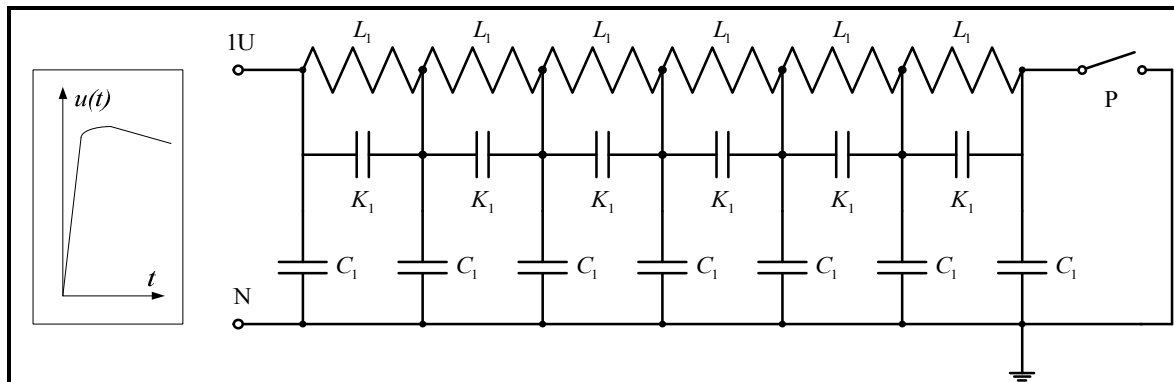 L₁ L₁ L₁ L₁ L₁ L₁
1U
P
u(t)
K₁ K₁ K₁ K₁ K₁ K₁
C₁ C₁ C₁ C₁ C₁ C₁ C₁
t
N